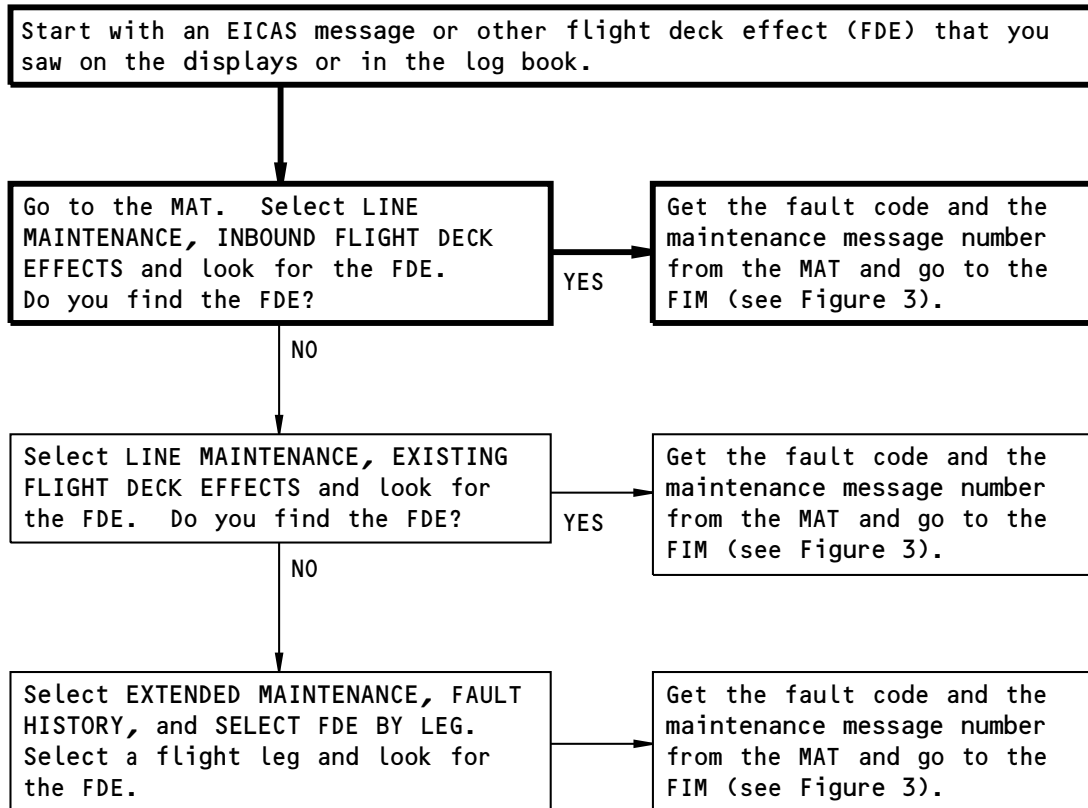 Start with an EICAS message or other flight deck effect (FDE) that you
saw on the displays or in the log book.
Go to the MAT. Select LINE
MAINTENANCE, INBOUND FLIGHT DECK
EFFECTS and look for the FDE.
Do you find the FDE?
YES
Get the fault code and the
maintenance message number
from the MAT and go to the
FIM (see Figure 3).
NO
Select LINE MAINTENANCE, EXISTING
FLIGHT DECK EFFECTS and look for
the FDE. Do you find the FDE?
YES
Get the fault code and the
maintenance message number
from the MAT and go to the
FIM (see Figure 3).
NO
Select EXTENDED MAINTENANCE, FAULT
HISTORY, and SELECT FDE BY LEG.
Select a flight leg and look for
the FDE.
Get the fault code and the
maintenance message number
from the MAT and go to the
FIM (see Figure 3).